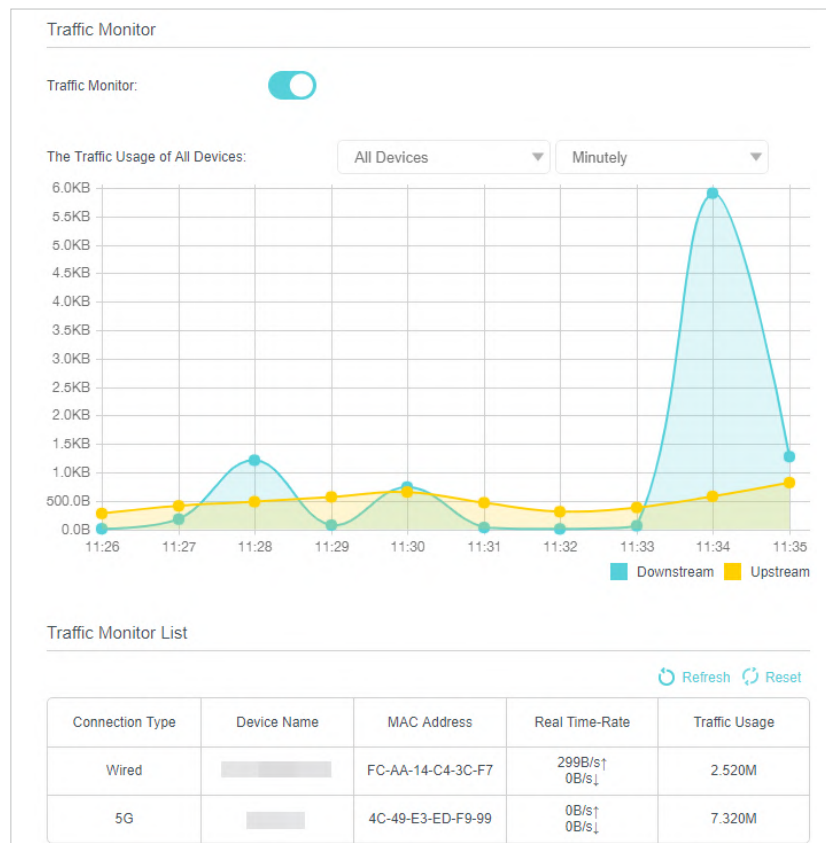 Traffic Monitor
Traffic Monitor:
The Traffic Usage of All Devices: All Devices Minutely
6.0KB
5.5KB
5.0KB
4.5KB
4.0KB
3.5KB
3.0KB
2.5KB
2.0KB
1.5KB
1.0KB
500.0B
0.0B
11:26 11:27 11:28 11:29 11:30 11:31 11:32 11:33 11:34 11:35
Downstream Upstream
Traffic Monitor List
Refresh Reset
Connection Type Device Name MAC Address Real Time-Rate Traffic Usage
Wired FC-AA-14-C4-3C-F7 299B/s↑ 2.520M
0B/s↓
5G 4C-49-E3-ED-F9-99 0B/s↑ 7.320M
0B/s↓